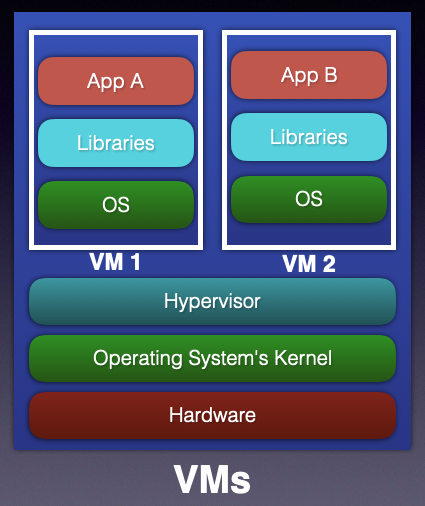 App A
Libraries
OS
VM 1
App B
Libraries
OS
VM 2
Hypervisor
Operating System's Kernel
Hardware
VMs